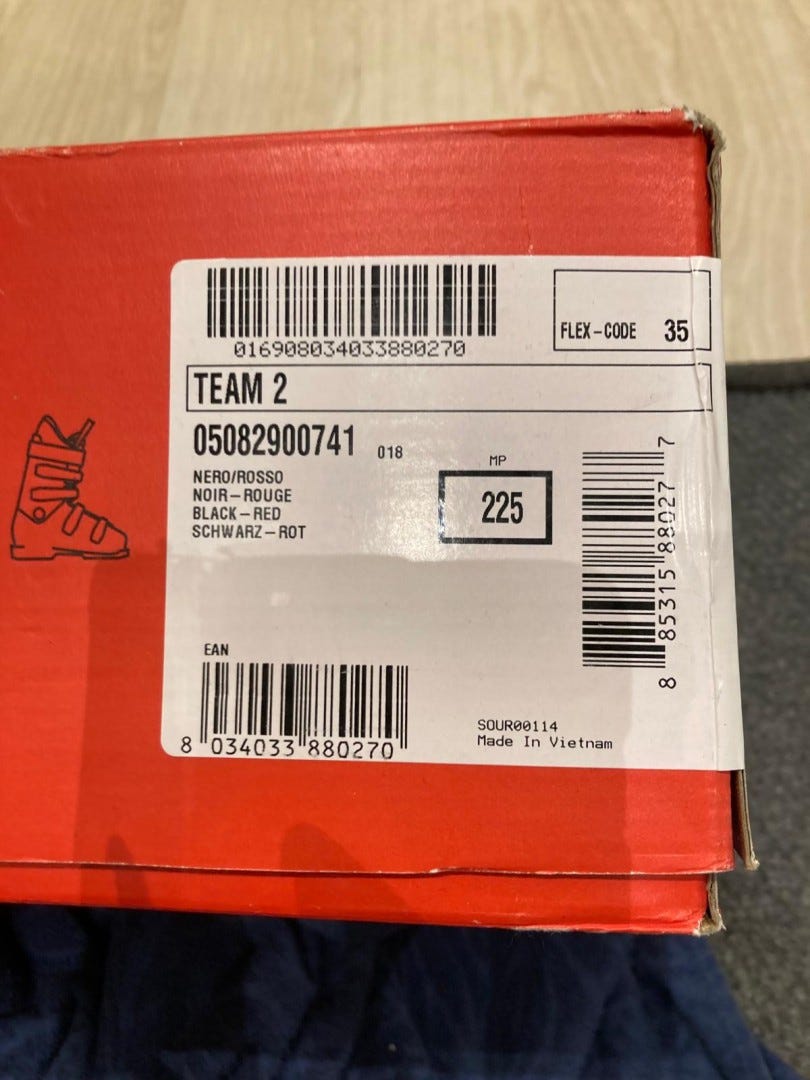 016908034033880270
FLEX-CODE 35
TEAM 2
05082900741 018
NERO/ROSSO
NOIR-ROUGE
BLACK-RED
SCHWARZ-ROT
MP
225
8 85315 88027 7
EAN
8 034033 880270
SOUR00114
Made In Vietnam